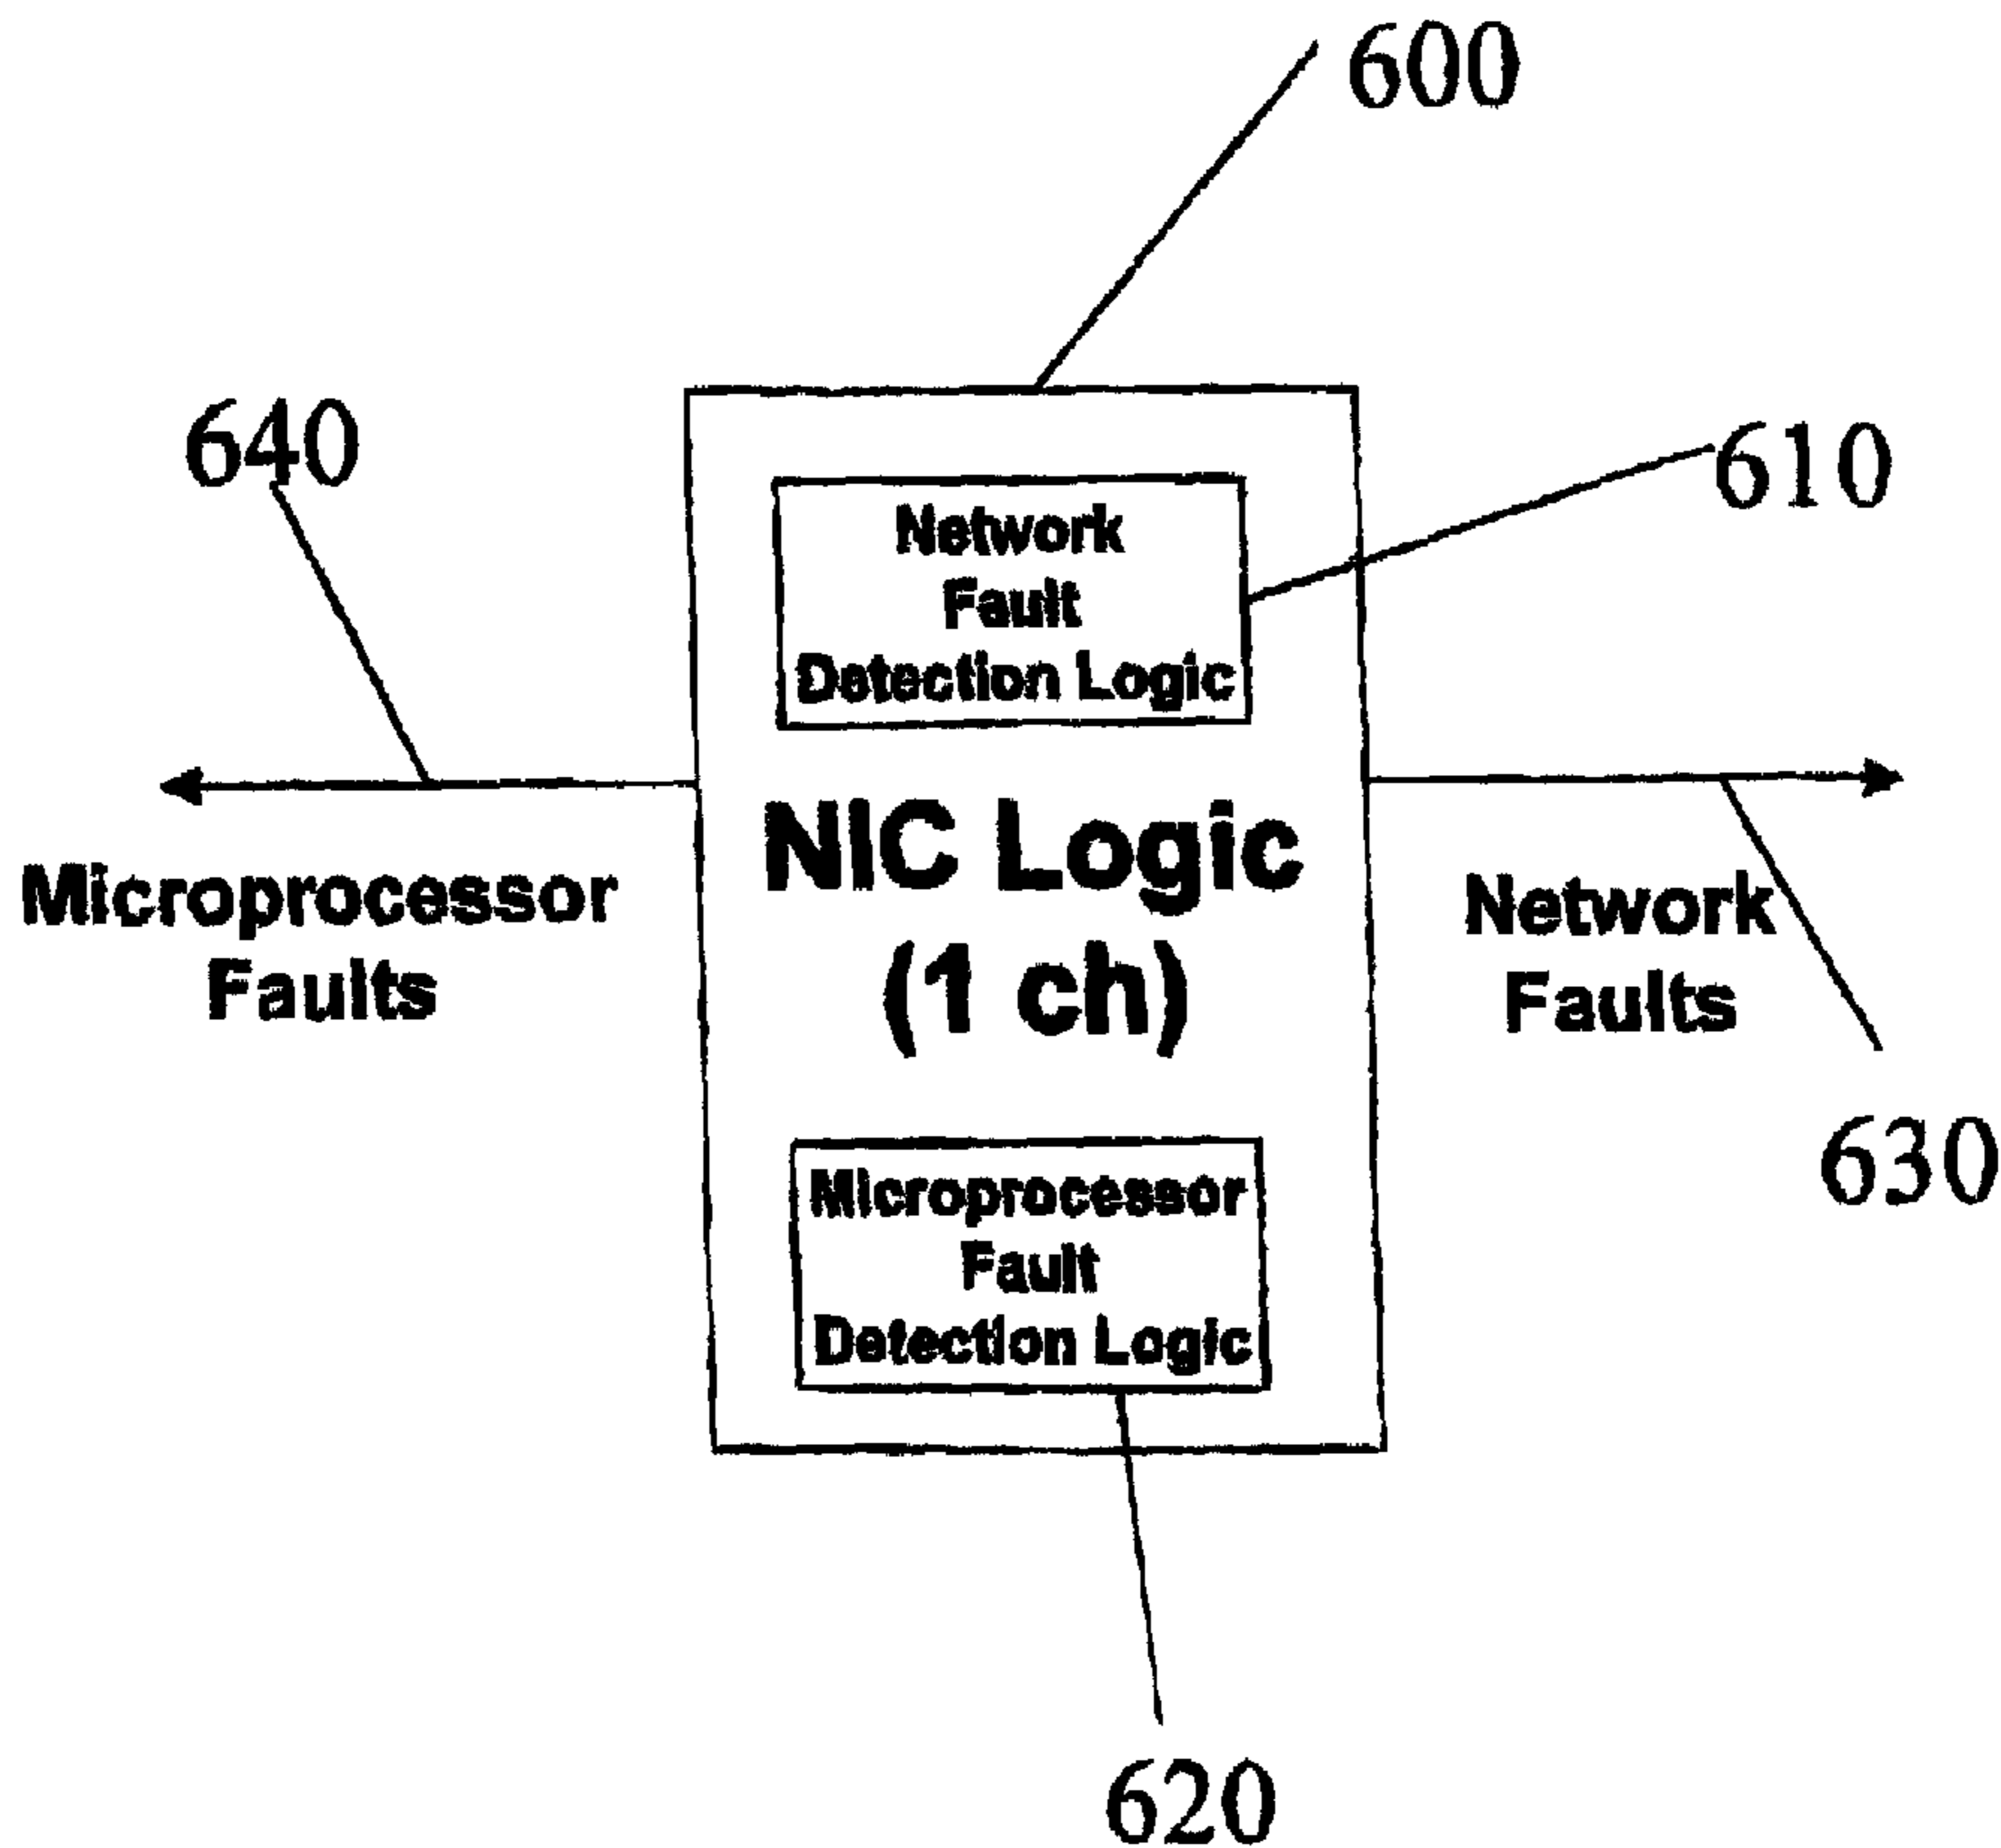 600
640
610
Network
Fault
Detection Logic
NIC Logic
(1 ch)
Microprocessor
Faults
Network
Faults
630
Microprocessor
Fault
Detection Logic
620